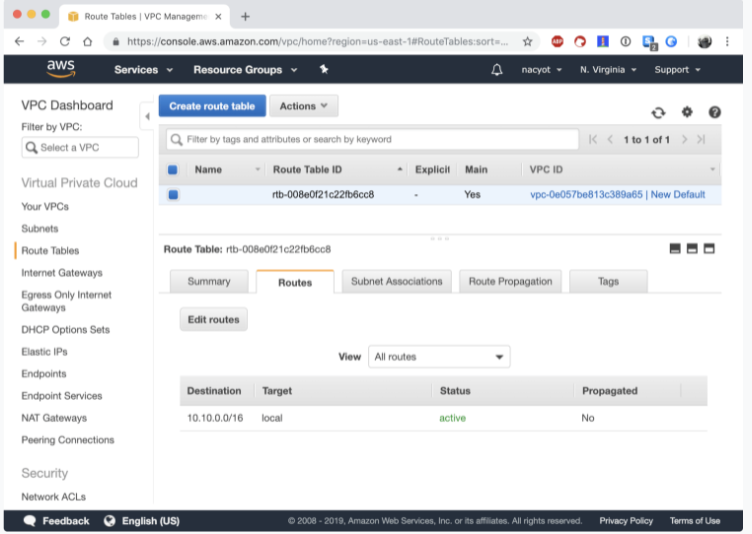 Route Tables | VPC Manageme
https://console.aws.amazon.com/vpc/home?region=us-east-1#RouteTables:sort=...
ABP
2
aws
Services
Resource Groups
nacyot
N. Virginia
Support
VPC Dashboard
Filter by VPC:
Select a VPC
Virtual Private Cloud
Your VPCs
Subnets
Route Tables
Internet Gateways
Egress Only Internet
Gateways
DHCP Options Sets
Elastic IPs
Endpoints
Endpoint Services
NAT Gateways
Peering Connections
Security
Network ACLs
Create route table
Actions
Filter by tags and attributes or search by keyword
1 to 1 of 1
Name Route Table ID Explicit Main VPC ID
rtb-008e0f21c22fb6cc8 - Yes vpc-0e057be813c389a65 | New Default
Route Table: rtb-008e0f21c22fb6cc8
Summary Routes Subnet Associations Route Propagation Tags
Edit routes
View All routes
Destination Target Status Propagated
10.10.0.0/16 local active No
Feedback English (US) © 2008 - 2019, Amazon Web Services, Inc. or its affiliates. All rights reserved. Privacy Policy Terms of Use